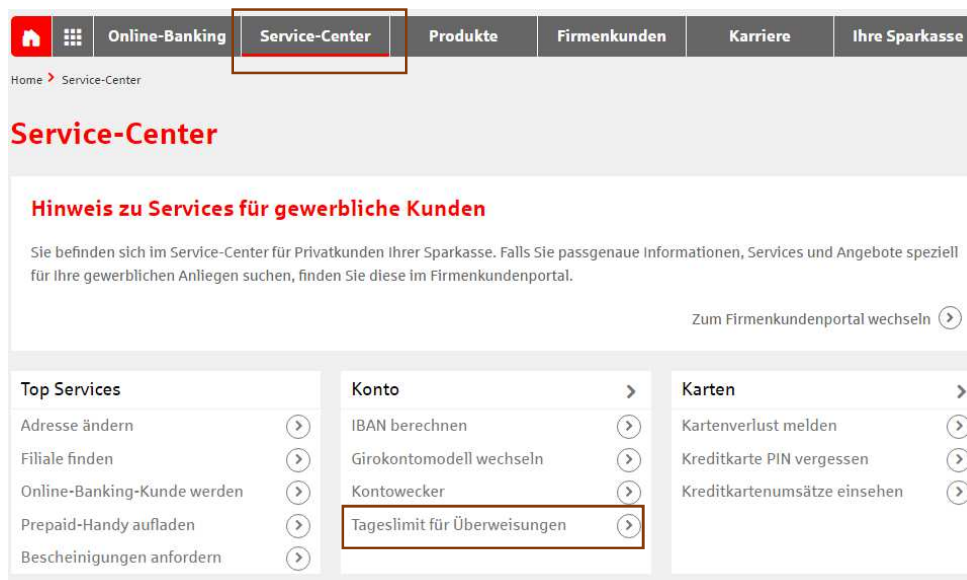 Online-Banking Service-Center Produkte Firmenkunden Karriere Ihre Sparkasse
Home Service-Center
Service-Center
Hinweis zu Services für gewerbliche Kunden
Sie befinden sich im Service-Center für Privatkunden Ihrer Sparkasse. Falls Sie passgenaue Informationen, Services und Angebote speziell
für Ihre gewerblichen Anliegen suchen, finden Sie diese im Firmenkundenportal.
Zum Firmenkundenportal wechseln
Top Services
Adresse ändern
Filiale finden
Online-Banking-Kunde werden
Prepaid-Handy aufladen
Bescheinigungen anfordern
Konto
IBAN berechnen
Girokontomodell wechseln
Kontowecker
Tageslimit für Überweisungen
Karten
Kartenverlust melden
Kreditkarte PIN vergessen
Kreditkartenumsätze einsehen